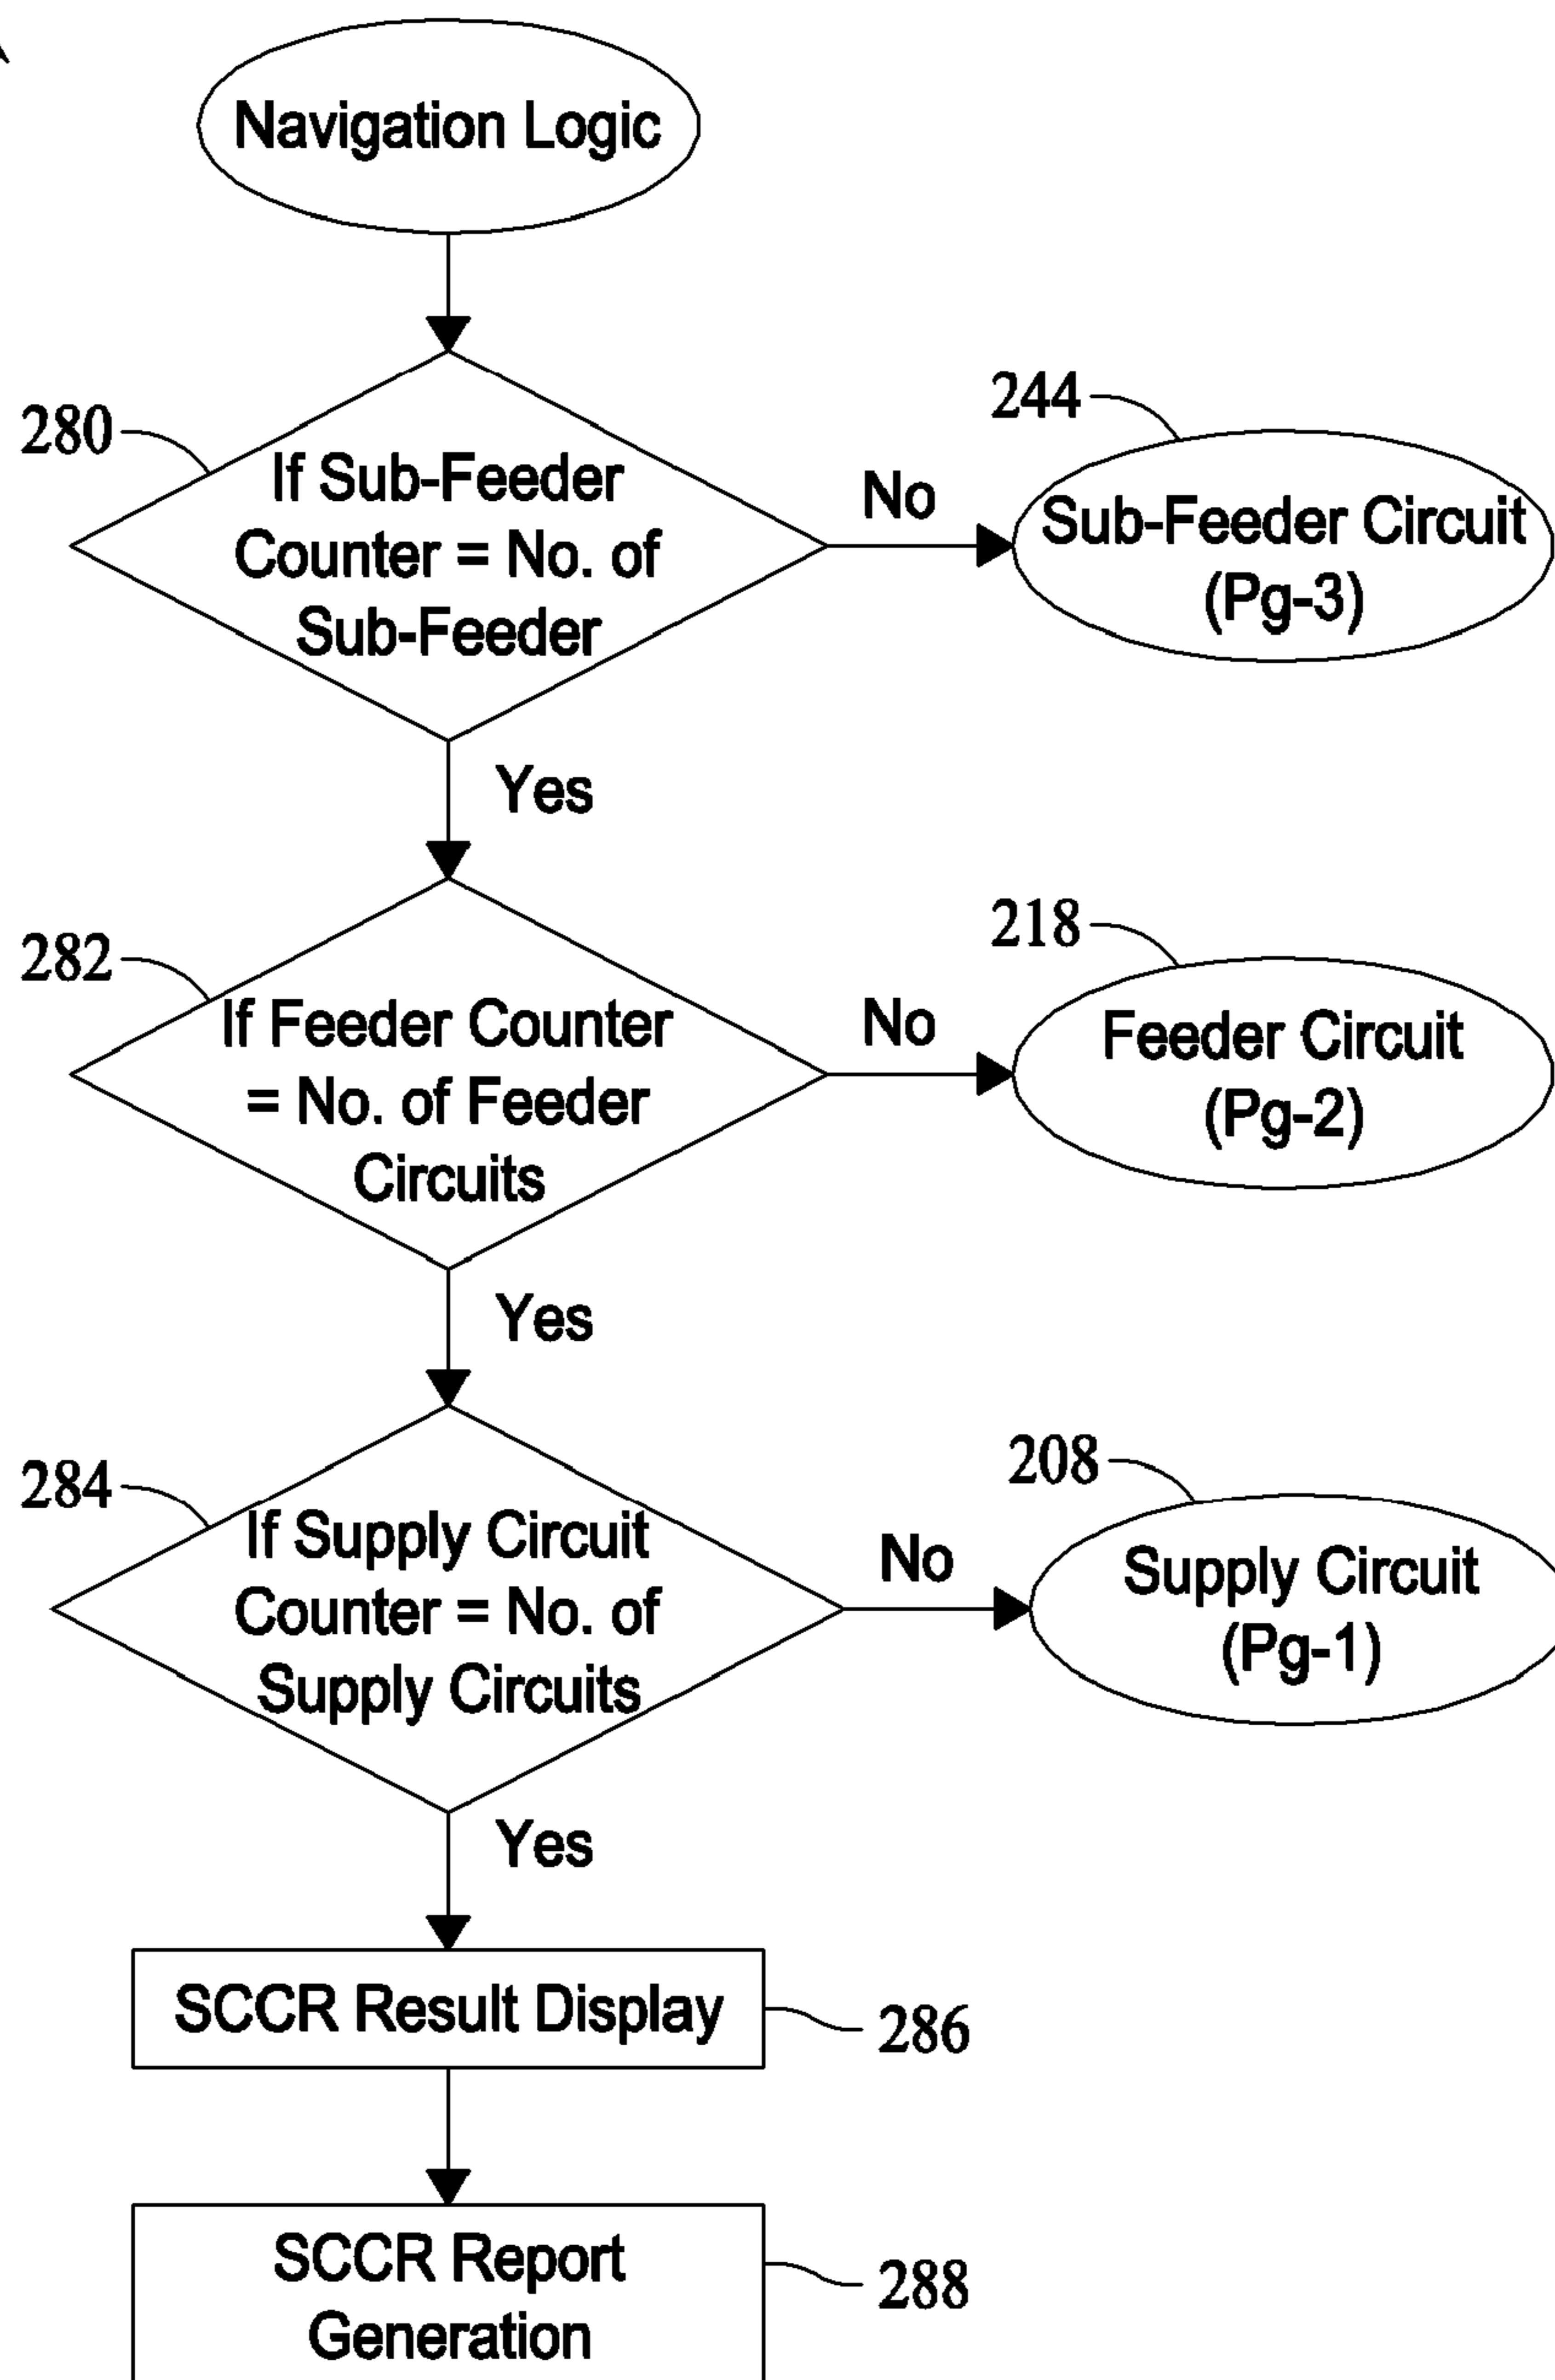 Navigation Logic
280
If Sub-Feeder
Counter = No. of
Sub-Feeder
No
244
Sub-Feeder Circuit
(Pg-3)
Yes
282
If Feeder Counter
= No. of Feeder
Circuits
No
218
Feeder Circuit
(Pg-2)
Yes
284
If Supply Circuit
Counter = No. of
Supply Circuits
No
208
Supply Circuit
(Pg-1)
Yes
SCCR Result Display
286
SCCR Report
Generation
288